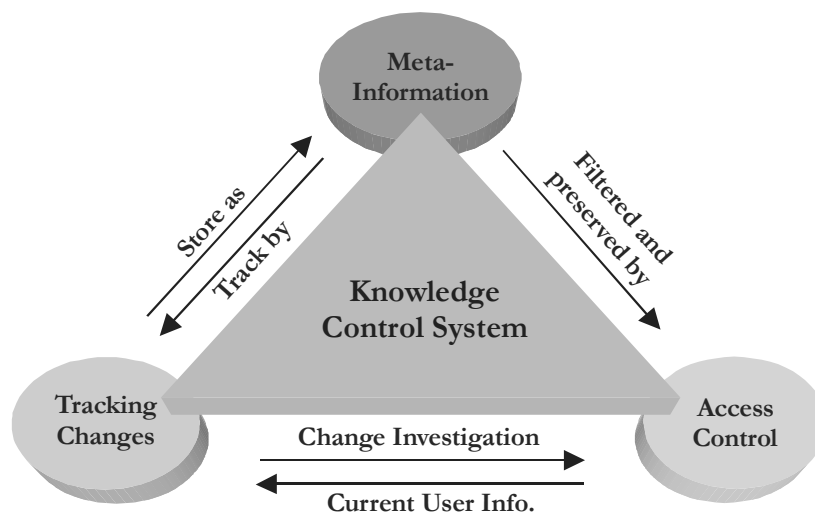 Meta-
Information
Store as
Track by
Filtered and
preserved by
Knowledge
Control System
Tracking
Changes
Change Investigation
Current User Info.
Access
Control